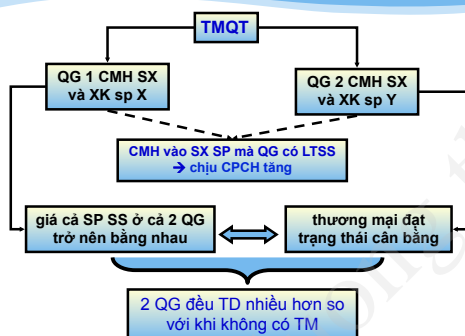 TMQT
QG 1 CMH SX
và XK sp X
QG 2 CMH SX
và XK sp Y
CMH vào SX SP mà QG có LTSS
→ chịu CPCH tăng
giá cả SP SS ở cả 2 QG
trở nên bằng nhau
thương mại đạt
trạng thái cân bằng
2 QG đều TD nhiều hơn so
với khi không có TM